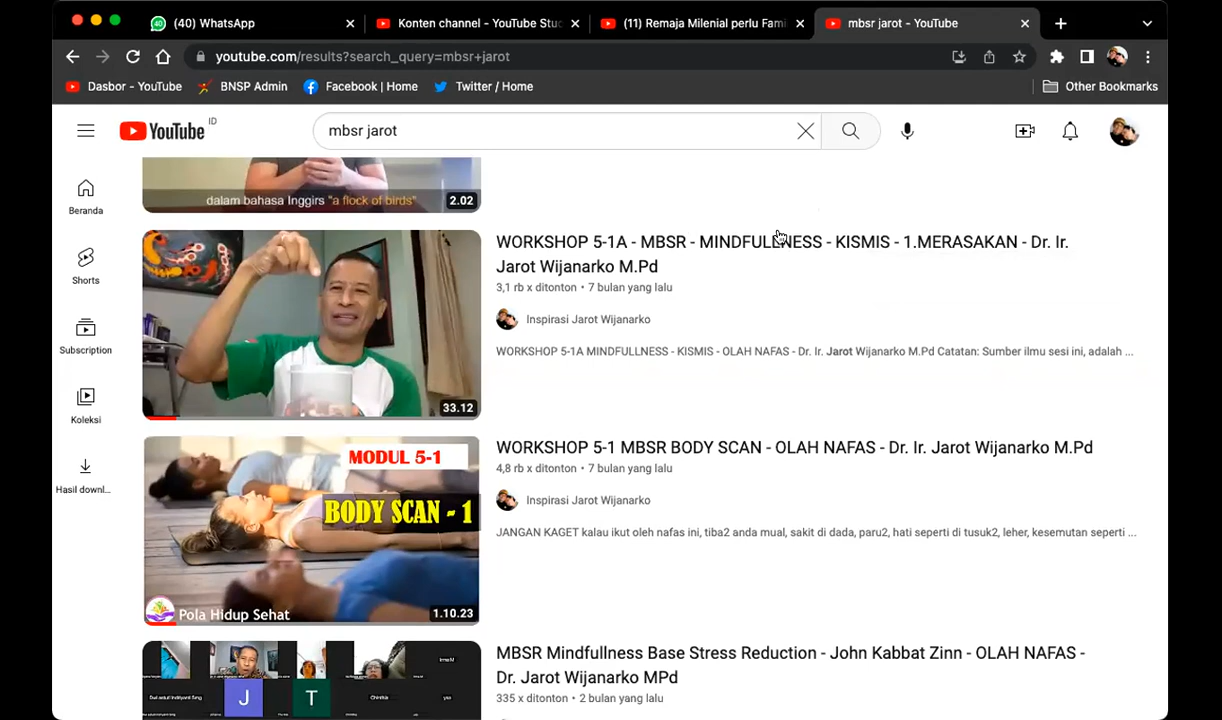 (40) WhatsApp
Konten channel - YouTube Stu
(11) Remaja Milenial perlu Fami
mbsr jarot - YouTube
youtube.com/results?search_query=mbsr+jarot
Dasbor - YouTube
BNSP Admin
Facebook | Home
Twitter / Home
Other Bookmarks
YouTube ID
mbsr jarot
Beranda
Shorts
Subscription
Koleksi
Hasil downl...
dalam bahasa Inggirs "a flock of birds"
2.02
WORKSHOP 5-1A - MBSR - MINDFULLNESS - KISMIS - 1.MERASAKAN - Dr. Ir.
Jarot Wijanarko M.Pd
3,1 rb x ditonton • 7 bulan yang lalu
Inspirasi Jarot Wijanarko
WORKSHOP 5-1A MINDFULLNESS - KISMIS - OLAH NAFAS - Dr. Ir. Jarot Wijanarko M.Pd Catatan: Sumber ilmu sesi ini, adalah ...
33.12
MODUL 5-1
BODY SCAN - 1
Pola Hidup Sehat
1.10.23
WORKSHOP 5-1 MBSR BODY SCAN - OLAH NAFAS - Dr. Ir. Jarot Wijanarko M.Pd
4,8 rb x ditonton • 7 bulan yang lalu
Inspirasi Jarot Wijanarko
JANGAN KAGET kalau ikut oleh nafas ini, tiba2 anda mual, sakit di dada, paru2, hati seperti di tusuk2, leher, kesemutan seperti ...
J
T
MBSR Mindfullness Base Stress Reduction - John Kabbat Zinn - OLAH NAFAS -
Dr. Jarot Wijanarko MPd
335 x ditonton • 2 bulan yang lalu